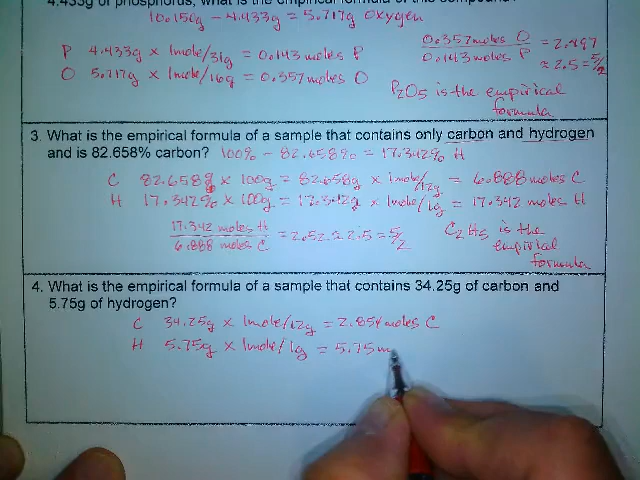 4.433g of phosphorus, what is the empirical formula of this compound?
10.150g - 4.433g = 5.717g oxygen
P 4.433g x 1mole/31g = 0.143 moles P
O 5.717g x 1mole/16g = 0.357 moles O
0.357 moles O
0.143 moles P
= 2.497
≈ 2.5 = 5/2
P2O5 is the empirical
formula
3. What is the empirical formula of a sample that contains only carbon and hydrogen
and is 82.658% carbon? 100% - 82.658% = 17.342% H
C 82.658% x 100g = 82.658g x 1mole/12g = 6.888 moles C
H 17.342% x 100g = 17.342g x 1mole/1g = 17.342 moles H
17.342 moles H
6.888 moles C
= 2.52 ≈ 2.5 = 5/2
C2H5 is the
empirical
formula
4. What is the empirical formula of a sample that contains 34.25g of carbon and
5.75g of hydrogen?
C 34.25g x 1mole/12g = 2.854 moles C
H 5.75g x 1mole/1g = 5.75 m